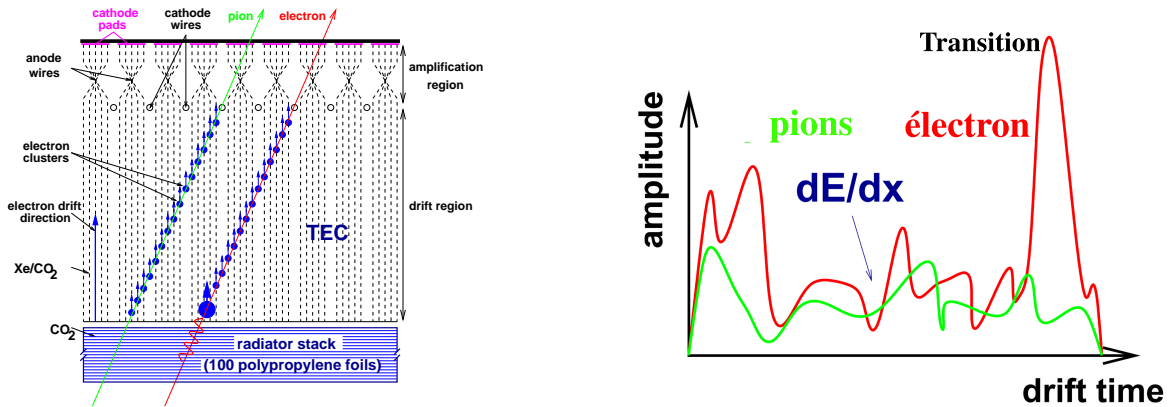 cathode
pads
cathode
wires
pion
electron
anode
wires
amplification
region
electron
clusters
electron drift
direction
drift region
TEC
Xe/CO2
CO2
radiator stack
(100 polypropylene foils)
Transition
pions
électron
dE/dx
amplitude
drift time